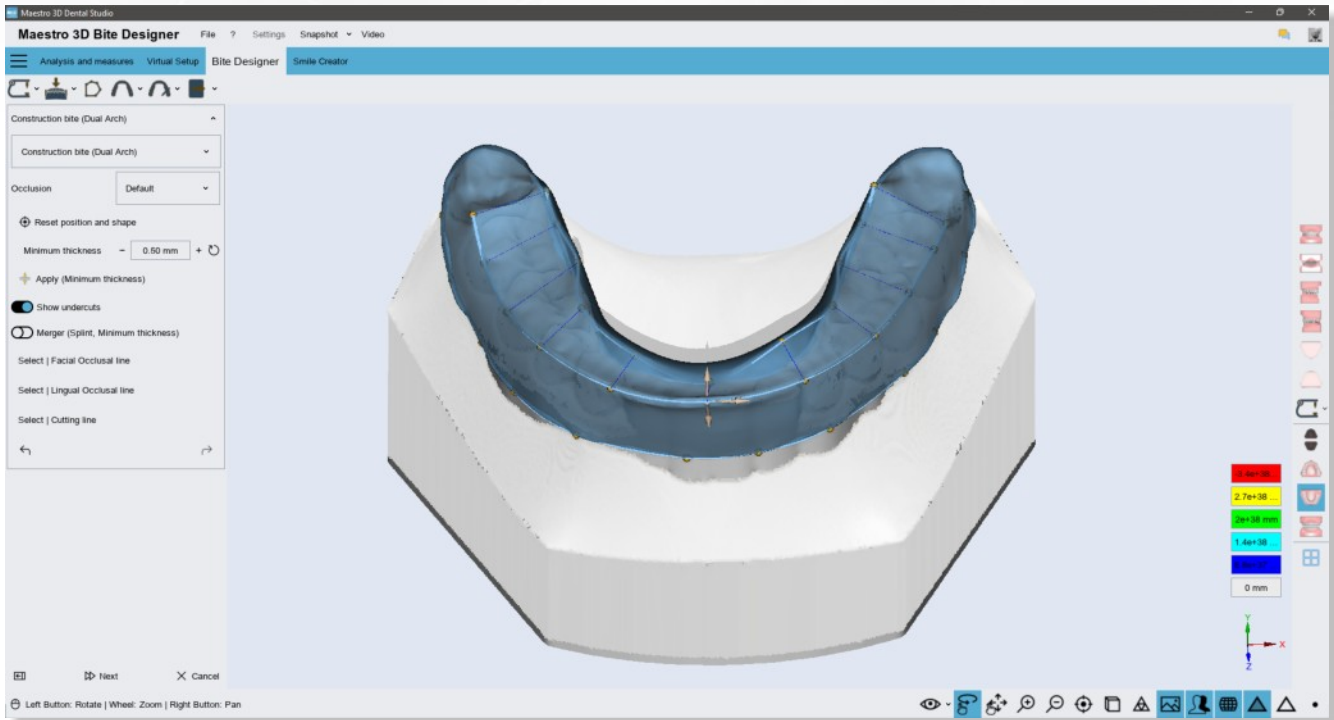 Maestro 3D Dental Studio
Maestro 3D Bite Designer File ? Settings Snapshot Video
Analysis and measures Virtual Setup Bite Designer Smile Creator
Construction bite (Dual Arch)
Construction bite (Dual Arch)
Occlusion Default
Reset position and shape
Minimum thickness - 0.50 mm +
Apply (Minimum thickness)
Show undercuts
Merger (Splint, Minimum thickness)
Select | Facial Occlusal line
Select | Lingual Occlusal line
Select | Cutting line
2.7e+38 ...
2e+38 mm
1.4e+38 ...
0 mm
Y
X
Z
Next Cancel
Left Button: Rotate | Wheel: Zoom | Right Button: Pan